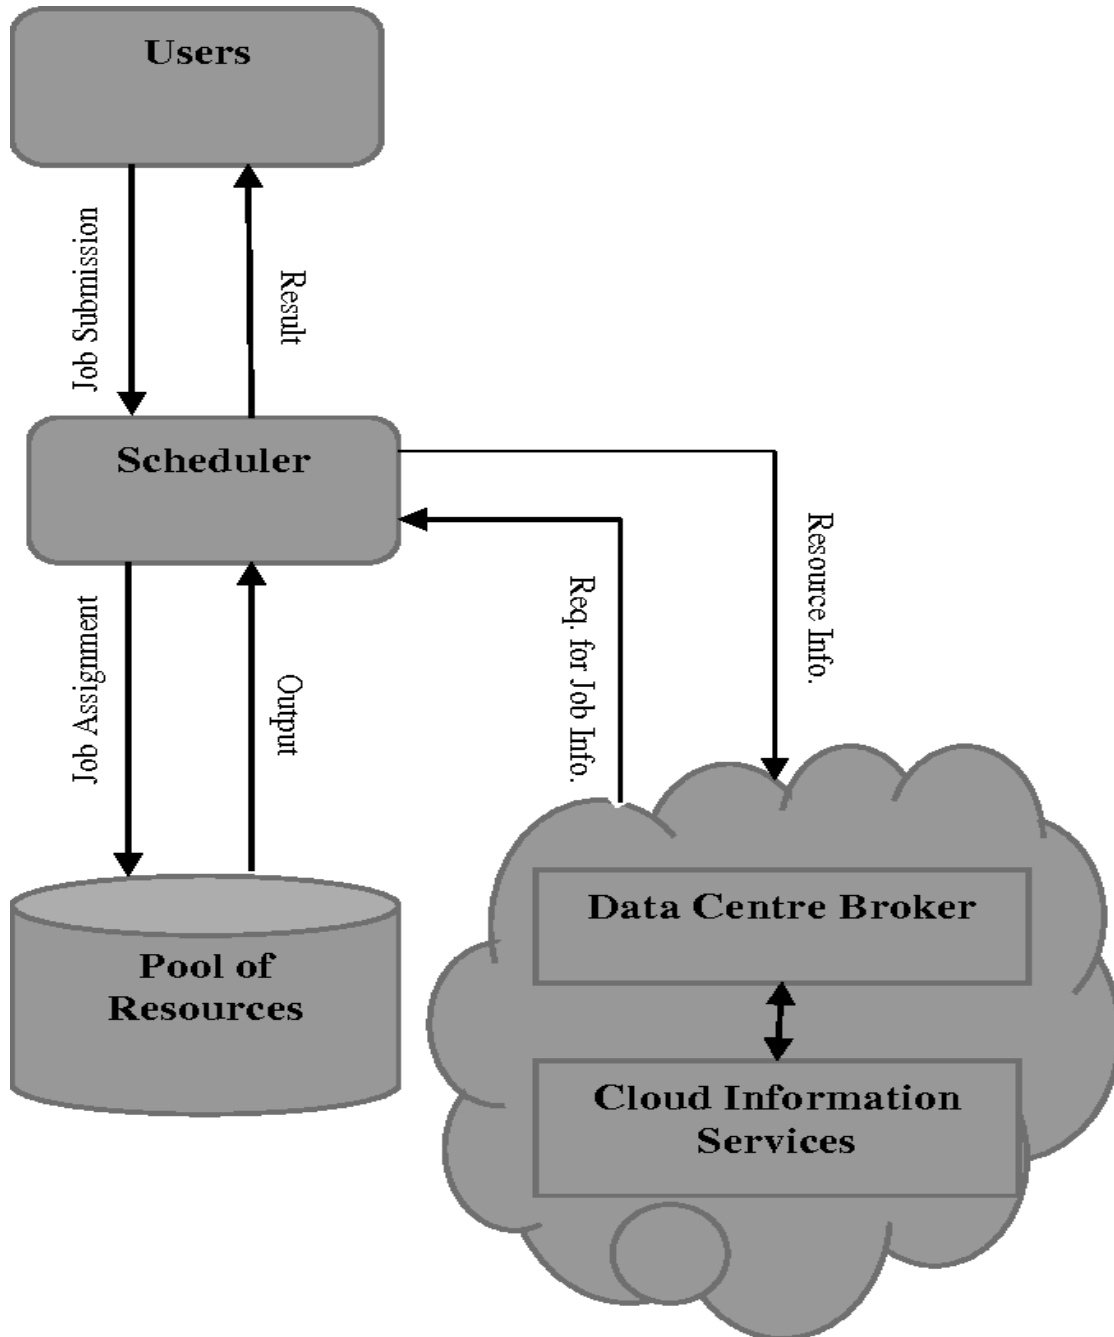 Users
Job Submission
Result
Scheduler
Resource Info.
Req. for Job Info.
Job Assignment
Output
Data Centre Broker
Pool of
Resources
Cloud Information
Services